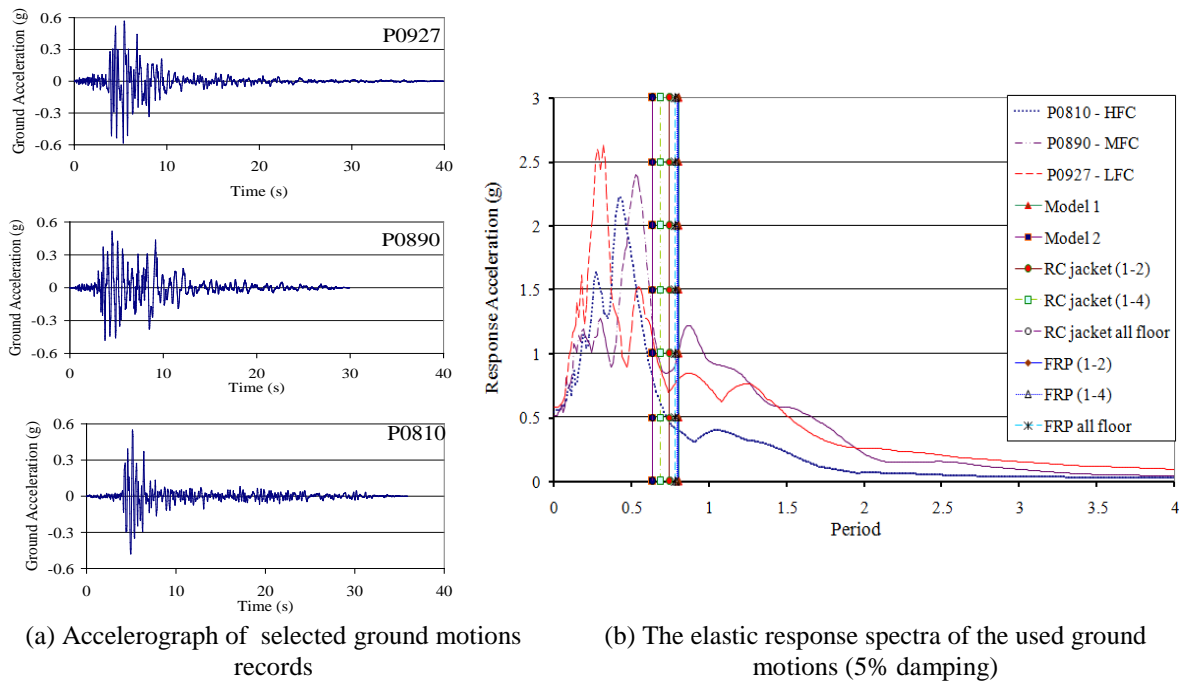 P0927
Ground Acceleration (g)
0.6
0.3
0
-0.3
-0.6
0 10 20 30 40
Time (s)
P0890
Ground Acceleration (g)
0.6
0.3
0
-0.3
-0.6
0 10 20 30 40
Time (s)
P0810
Ground Acceleration (g)
0.6
0.3
0
-0.3
-0.6
0 10 20 30 40
Time (s)
(a) Accelerograph of selected ground motions
records
Response Acceleration (g)
3
2.5
2
1.5
1
0.5
0
0 0.5 1 1.5 2 2.5 3 3.5 4
Period
P0810 - HFC
P0890 - MFC
P0927 - LFC
Model 1
Model 2
RC jacket (1-2)
RC jacket (1-4)
RC jacket all floor
FRP (1-2)
FRP (1-4)
FRP all floor
(b) The elastic response spectra of the used ground
motions (5% damping)